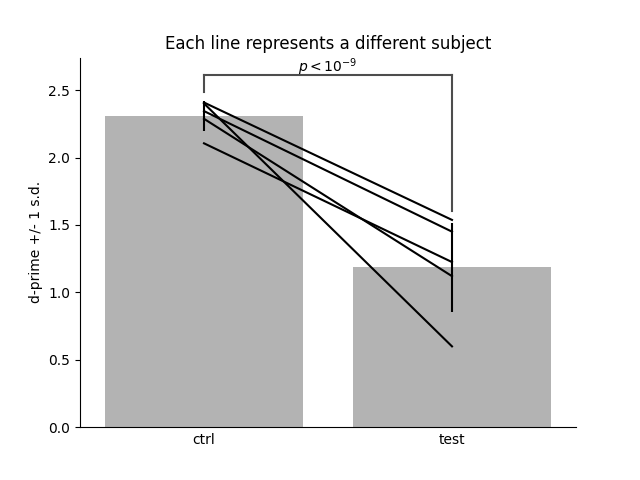 Each line represents a different subject
p < 10⁻⁹
d-prime +/- 1 s.d.
2.5
2.0
1.5
1.0
0.5
0.0
ctrl
test